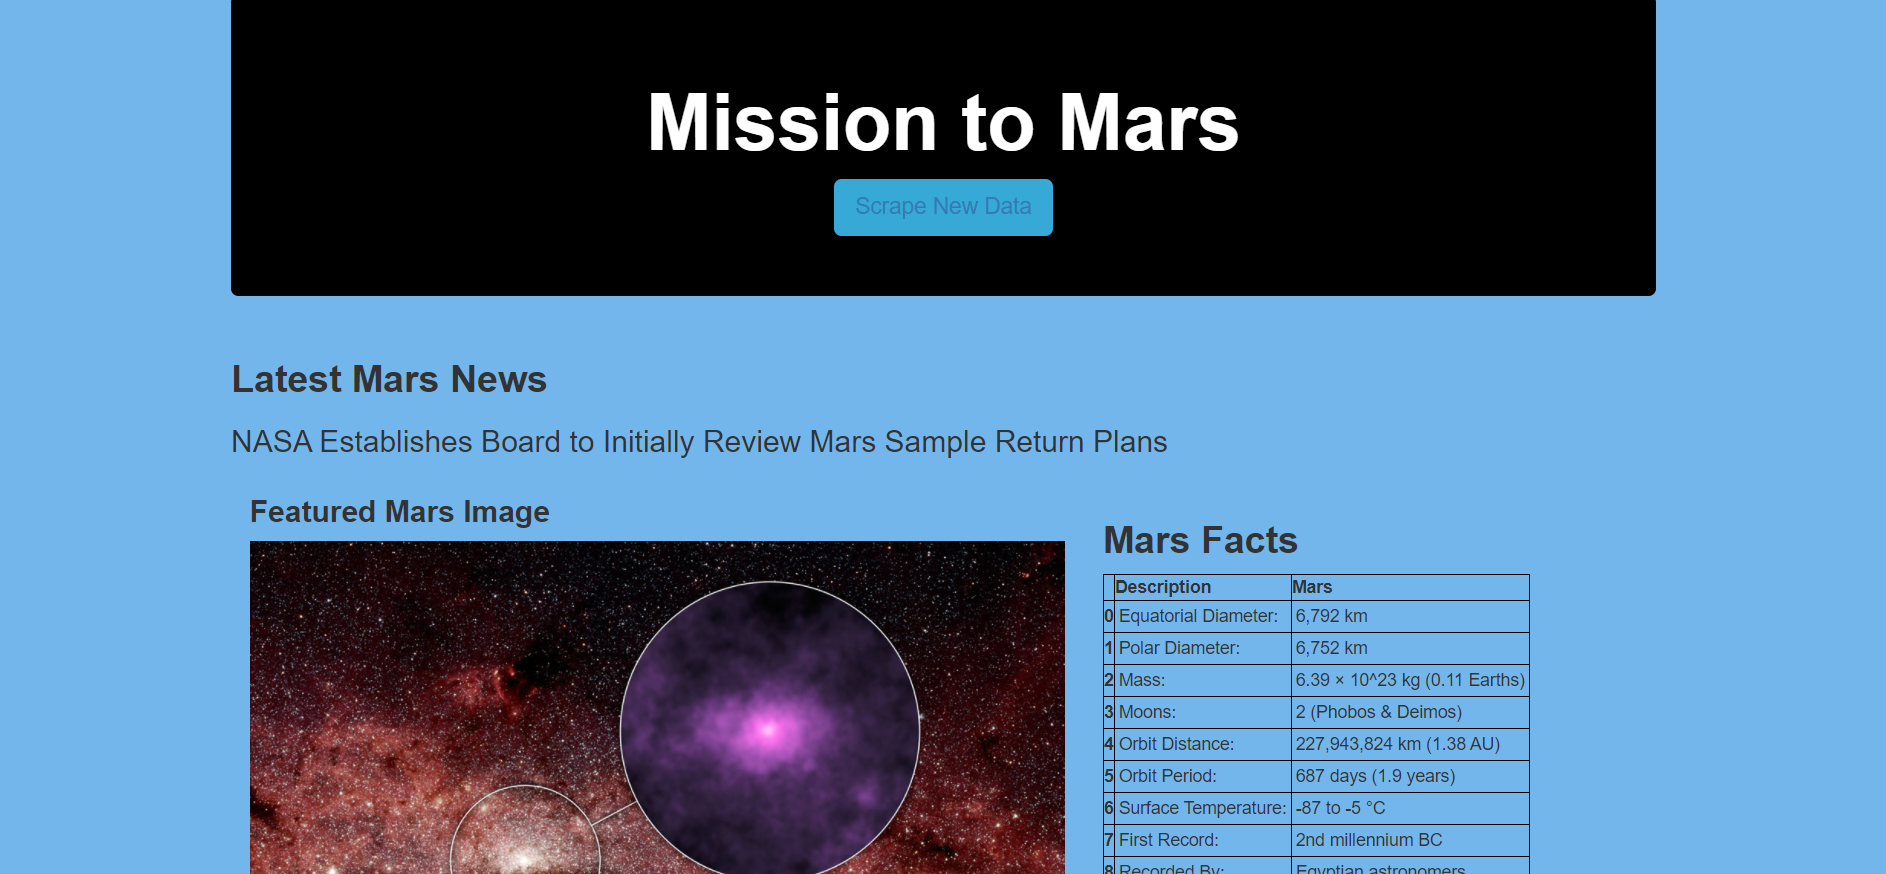 Mission to Mars
Scrape New Data
Latest Mars News
NASA Establishes Board to Initially Review Mars Sample Return Plans
Featured Mars Image
Mars Facts
Description Mars
0 Equatorial Diameter: 6,792 km
1 Polar Diameter: 6,752 km
2 Mass: 6.39 × 10^23 kg (0.11 Earths)
3 Moons: 2 (Phobos & Deimos)
4 Orbit Distance: 227,943,824 km (1.38 AU)
5 Orbit Period: 687 days (1.9 years)
6 Surface Temperature: -87 to -5 °C
7 First Record: 2nd millennium BC
8 Recorded By: Egyptian astronomers